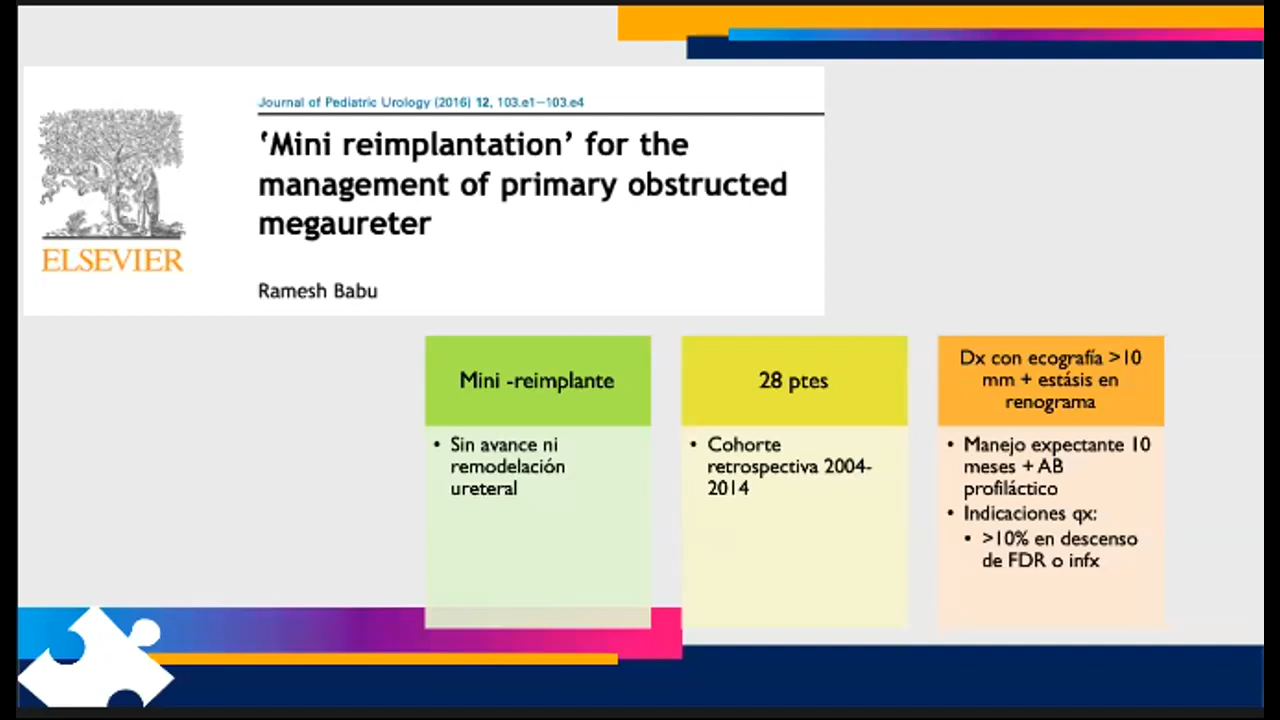 Journal of Pediatric Urology (2016) 12, 103.e1–103.e4
‘Mini reimplantation’ for the
management of primary obstructed
megaureter
ELSEVIER
Ramesh Babu
Mini -reimplante
• Sin avance ni
remodelación
ureteral
28 ptes
• Cohorte
retrospectiva 2004-
2014
Dx con ecografía >10
mm + estásis en
renograma
• Manejo expectante 10
meses + AB
profiláctico
• Indicaciones qx:
• >10% en descenso
de FDR o infx